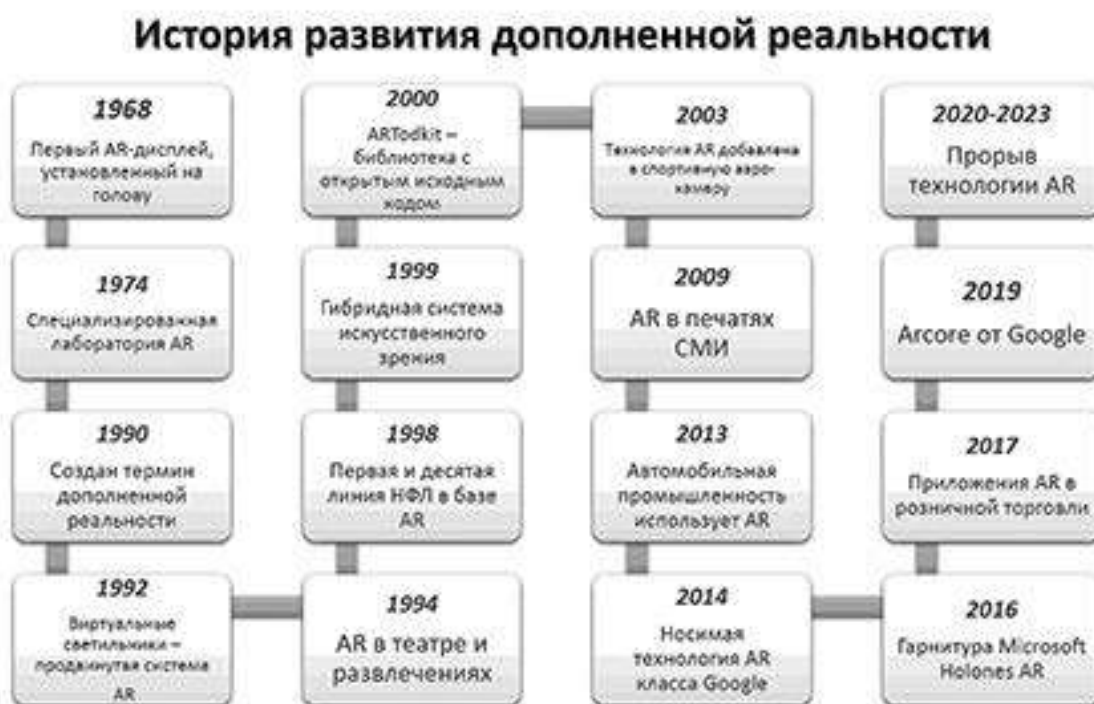 История развития дополненной реальности
1968
Первый AR-дисплей,
установленный на
голову
1974
Специализированная
лаборатория AR
1990
Создан термин
дополненной
реальности
1992
Виртуальные
светильники –
продвинутая система
AR
1994
AR в театре и
развлечениях
1998
Первая и десятая
линия НФЛ в базе
AR
1999
Гибридная система
искусственного
зрения
2000
ARTodkit –
библиотека с
открытым исходным
кодом
2003
Технология AR добавлена
в спортивную аэро-
камеру
2009
AR в печатях
СМИ
2013
Автомобильная
промышленность
использует AR
2014
Носимая
технология AR
класса Google
2016
Гарнитура Microsoft
Holones AR
2017
Приложения AR в
розничной торговли
2019
Arcore от Google
2020-2023
Прорыв
технологии AR